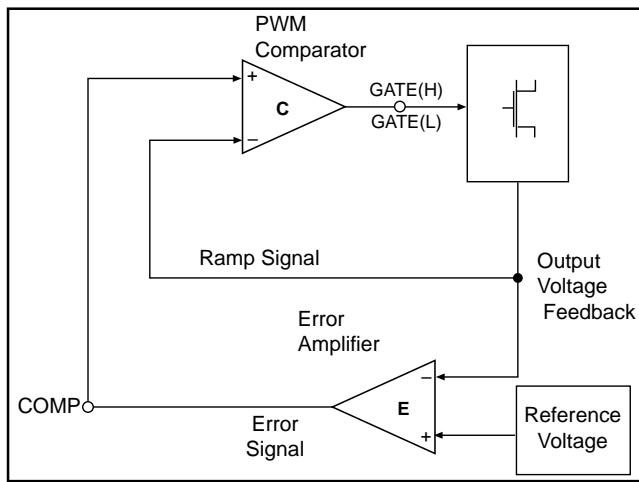 PWM
Comparator
+
C
−
GATE(H)
GATE(L)
Ramp Signal
Output
Voltage
Feedback
Error
Amplifier
−
E
+
COMP
Error
Signal
Reference
Voltage